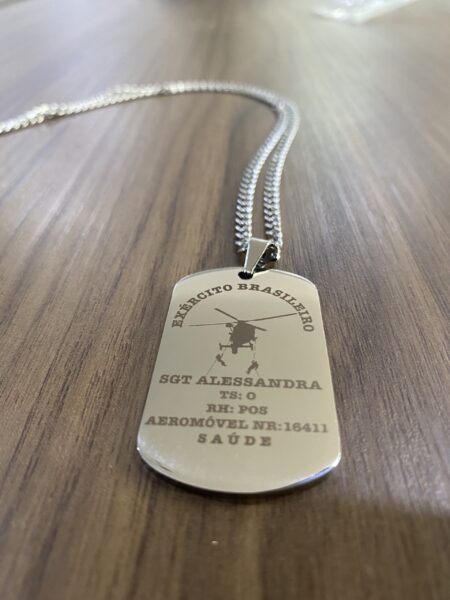 EXÉRCITO BRASILEIRO
SGT ALESSANDRA
TS: O
RH: POS
AEROMÓVEL NR:16411
SAÚDE